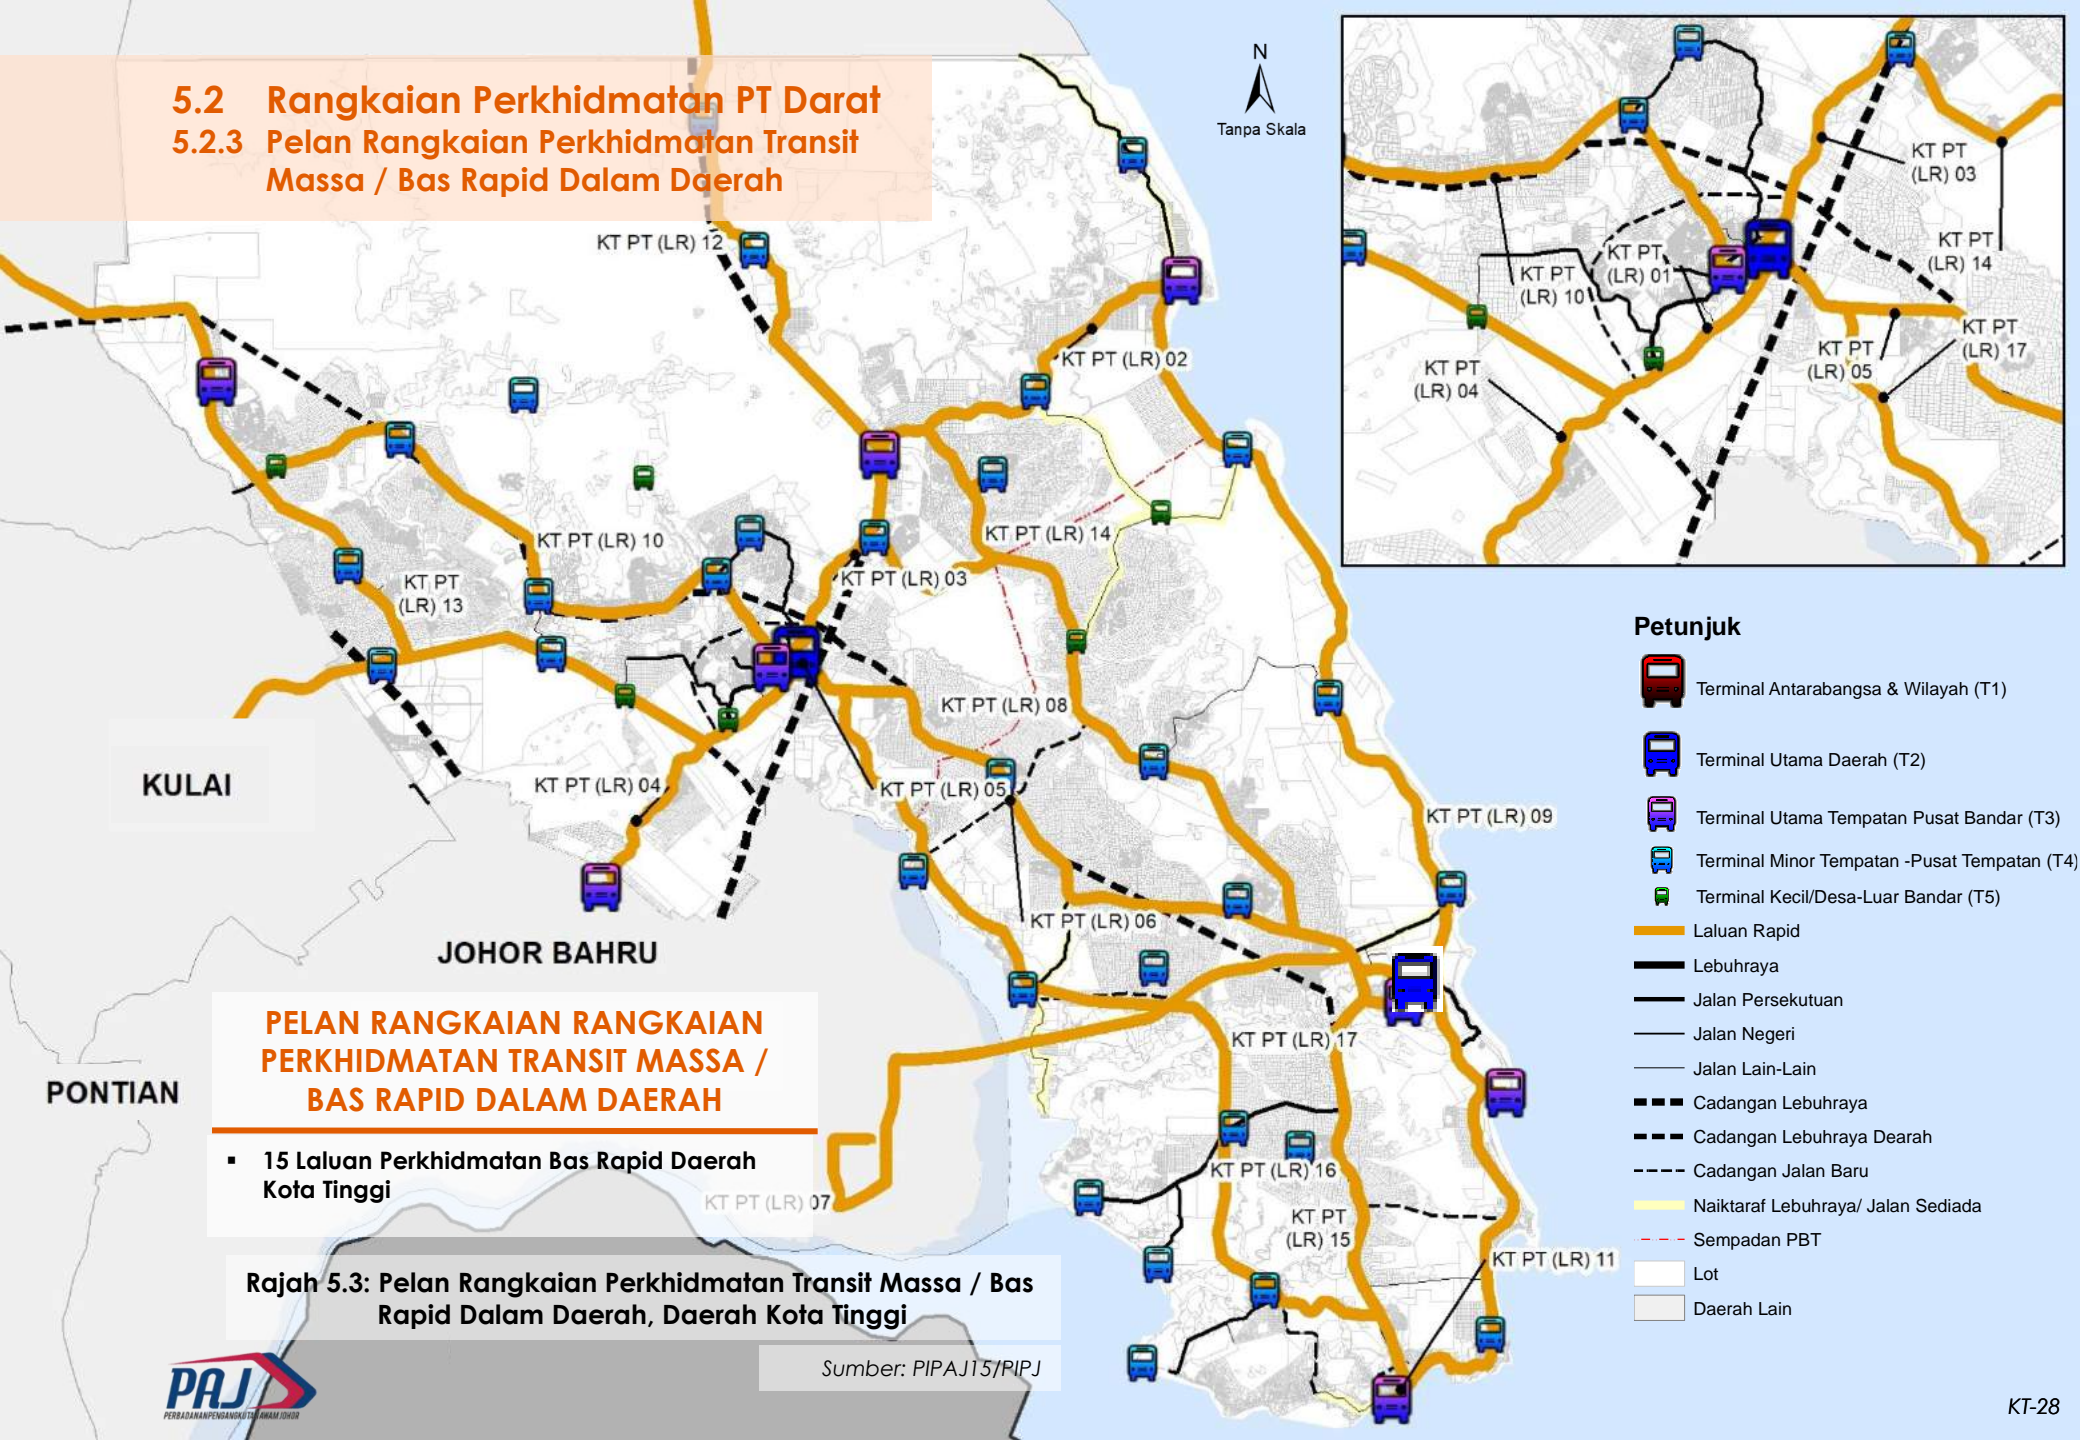 5.2 Rangkaian Perkhidmatan PT Darat
5.2.3 Pelan Rangkaian Perkhidmatan Transit
Massa / Bas Rapid Dalam Daerah
N
Tanpa Skala
KT PT (LR) 12
KT PT (LR) 02
KT PT (LR) 10
KT PT (LR) 14
KT PT (LR) 03
KT PT
(LR) 13
KT PT (LR) 08
KT PT (LR) 04
KT PT (LR) 05
KT PT (LR) 09
KT PT (LR) 06
KT PT (LR) 17
KT PT (LR) 16
KT PT (LR) 07
KT PT
(LR) 15
KT PT (LR) 11
KULAI
JOHOR BAHRU
PONTIAN
KT PT
(LR) 03
KT PT
(LR) 14
KT PT
(LR) 01
KT PT
(LR) 10
KT PT
(LR) 17
KT PT
(LR) 05
KT PT
(LR) 04
Petunjuk
Terminal Antarabangsa & Wilayah (T1)
Terminal Utama Daerah (T2)
Terminal Utama Tempatan Pusat Bandar (T3)
Terminal Minor Tempatan -Pusat Tempatan (T4)
Terminal Kecil/Desa-Luar Bandar (T5)
Laluan Rapid
Lebuhraya
Jalan Persekutuan
Jalan Negeri
Jalan Lain-Lain
Cadangan Lebuhraya
Cadangan Lebuhraya Dearah
Cadangan Jalan Baru
Naiktaraf Lebuhraya/ Jalan Sediada
Sempadan PBT
Lot
Daerah Lain
PELAN RANGKAIAN RANGKAIAN
PERKHIDMATAN TRANSIT MASSA /
BAS RAPID DALAM DAERAH
▪ 15 Laluan Perkhidmatan Bas Rapid Daerah
Kota Tinggi
Rajah 5.3: Pelan Rangkaian Perkhidmatan Transit Massa / Bas
Rapid Dalam Daerah, Daerah Kota Tinggi
Sumber: PIPAJ15/PIPJ
PAJ
PERBADANAN PENGANGKUTAN AWAM JOHOR
KT-28